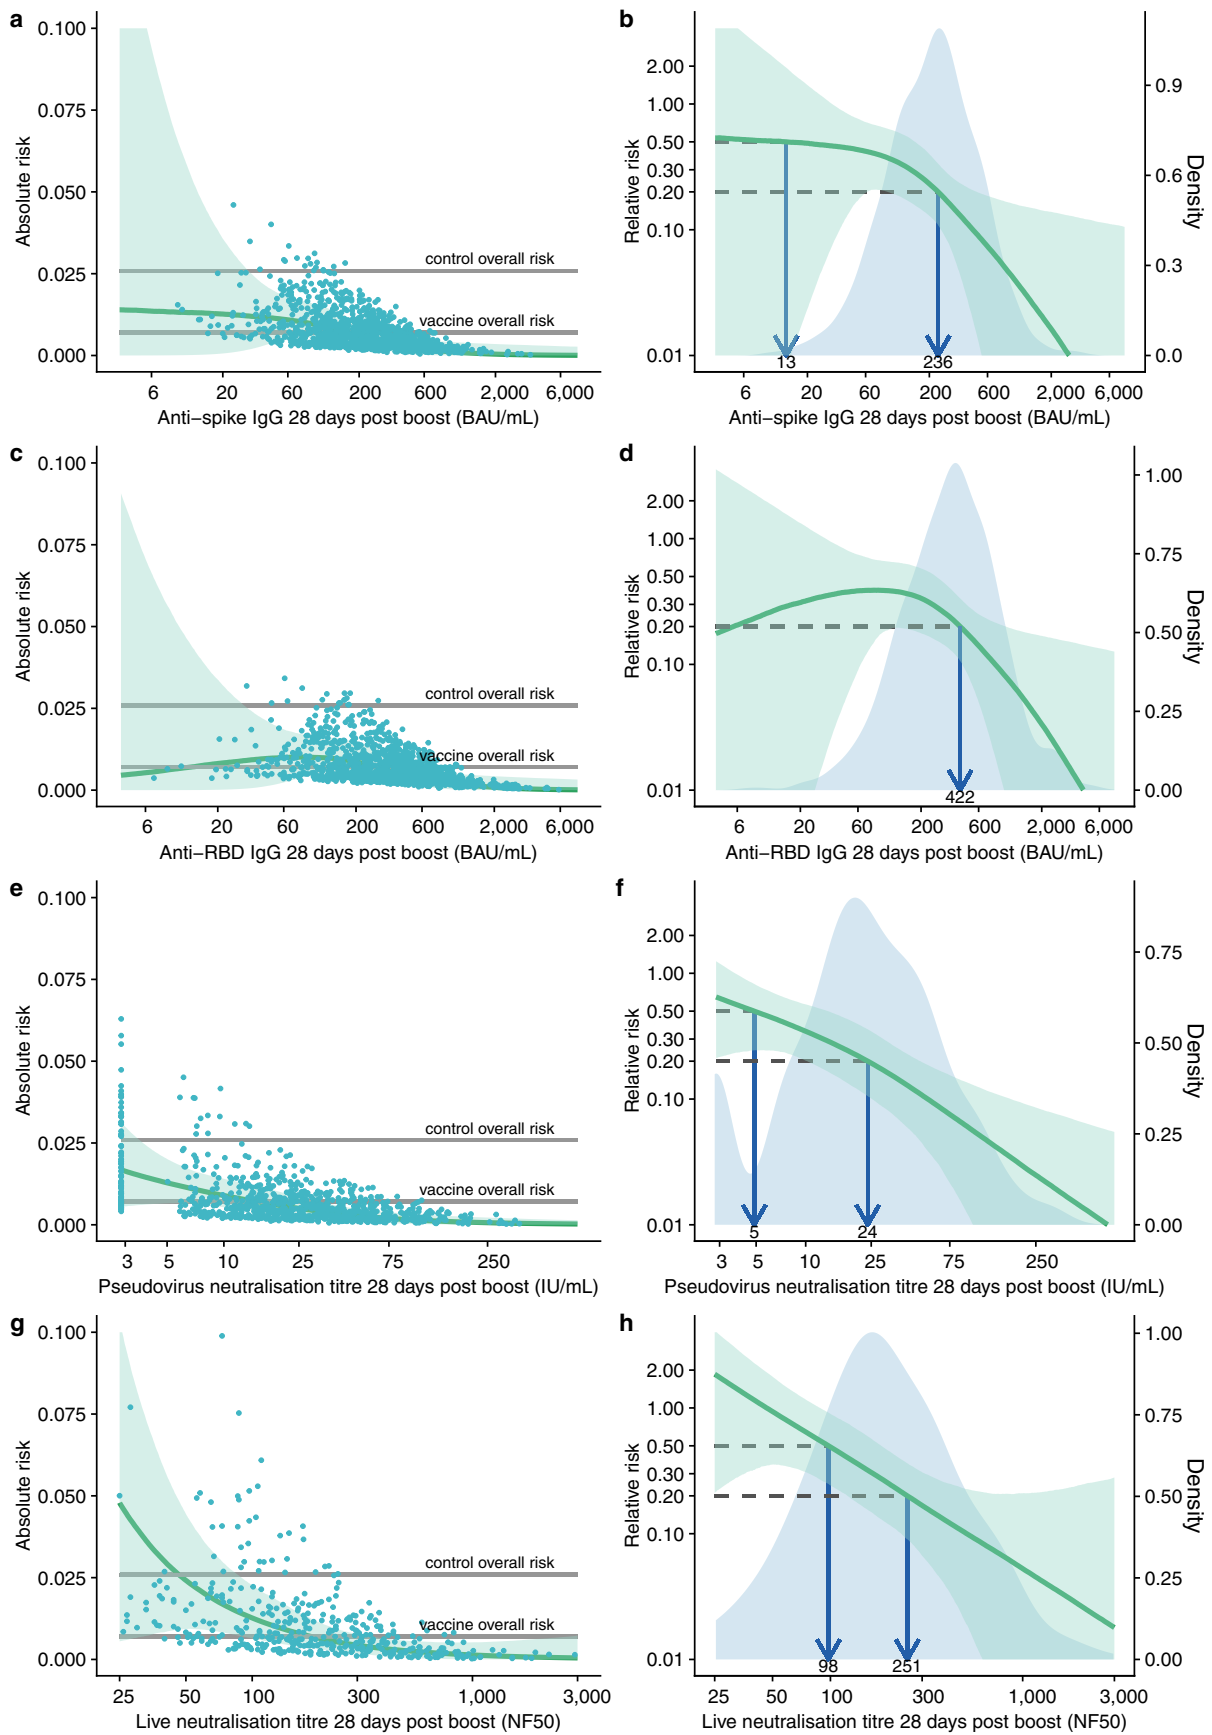 a
0.100
0.075
0.050
0.025
0.000
Absolute risk
control overall risk
vaccine overall risk
6 20 60 200 600 2,000 6,000
Anti−spike IgG 28 days post boost (BAU/mL)
b
2.00
1.00
0.50
0.30
0.20
0.10
0.01
Relative risk
0.9
0.6
0.3
0.0
Density
13 236
6 20 60 200 600 2,000 6,000
Anti−spike IgG 28 days post boost (BAU/mL)
c
0.100
0.075
0.050
0.025
0.000
Absolute risk
control overall risk
vaccine overall risk
6 20 60 200 600 2,000 6,000
Anti−RBD IgG 28 days post boost (BAU/mL)
d
2.00
1.00
0.50
0.30
0.20
0.10
0.01
Relative risk
1.00
0.75
0.50
0.25
0.00
Density
422
6 20 60 200 600 2,000 6,000
Anti−RBD IgG 28 days post boost (BAU/mL)
e
0.100
0.075
0.050
0.025
0.000
Absolute risk
control overall risk
vaccine overall risk
3 5 10 25 75 250
Pseudovirus neutralisation titre 28 days post boost (IU/mL)
f
2.00
1.00
0.50
0.30
0.20
0.10
0.01
Relative risk
0.75
0.50
0.25
0.00
Density
5 24
3 5 10 25 75 250
Pseudovirus neutralisation titre 28 days post boost (IU/mL)
g
0.100
0.075
0.050
0.025
0.000
Absolute risk
control overall risk
vaccine overall risk
25 50 100 300 1,000 3,000
Live neutralisation titre 28 days post boost (NF50)
h
2.00
1.00
0.50
0.30
0.20
0.10
0.01
Relative risk
1.00
0.75
0.50
0.25
0.00
Density
98 251
25 50 100 300 1,000 3,000
Live neutralisation titre 28 days post boost (NF50)